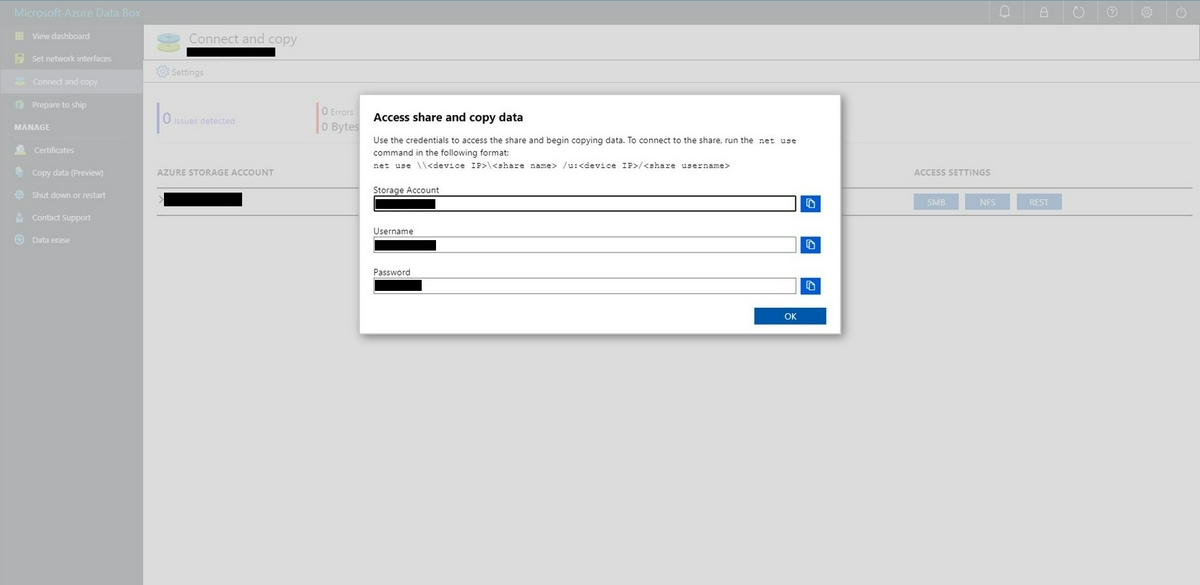 Microsoft Azure Data Box
View dashboard
Set network interfaces
Connect and copy
Prepare to ship
MANAGE
Certificates
Copy data (Preview)
Shut down or restart
Contact Support
Data erase
Connect and copy
Settings
0 Issues detected
0 Errors
0 Bytes
AZURE STORAGE ACCOUNT
ACCESS SETTINGS
SMB NFS REST
Access share and copy data
Use the credentials to access the share and begin copying data. To connect to the share, run the net use
command in the following format:
net use \\<device IP>\<share name> /u:<device IP>/<share username>
Storage Account
Username
Password
OK